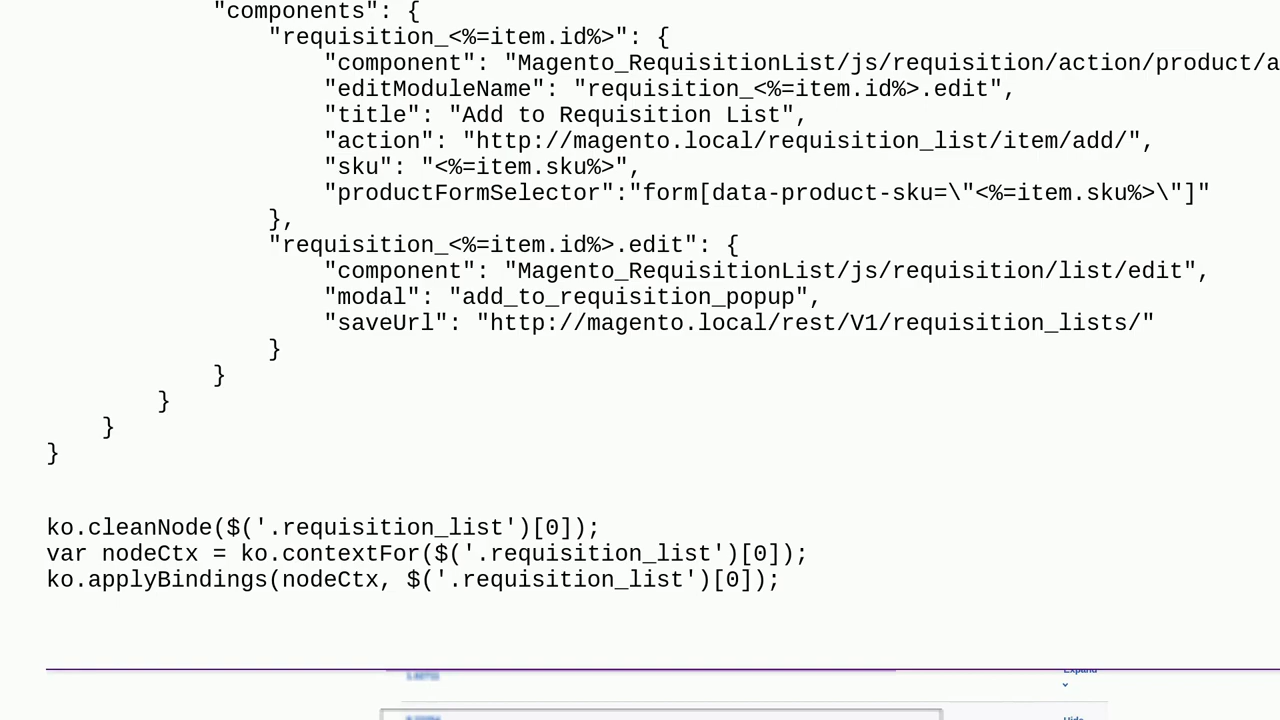 "components": {
"requisition_<%=item.id%>": {
"component": "Magento_RequisitionList/js/requisition/action/product/a
"editModuleName": "requisition_<%=item.id%>.edit",
"title": "Add to Requisition List",
"action": "http://magento.local/requisition_list/item/add/",
"sku": "<%=item.sku%>",
"productFormSelector":"form[data-product-sku=\"<%=item.sku%>\"]"
},
"requisition_<%=item.id%>.edit": {
"component": "Magento_RequisitionList/js/requisition/list/edit",
"modal": "add_to_requisition_popup",
"saveUrl": "http://magento.local/rest/V1/requisition_lists/"
}
}
}
}
}
ko.cleanNode($('.requisition_list')[0]);
var nodeCtx = ko.contextFor($('.requisition_list')[0]);
ko.applyBindings(nodeCtx, $('.requisition_list')[0]);
Expand
Hide